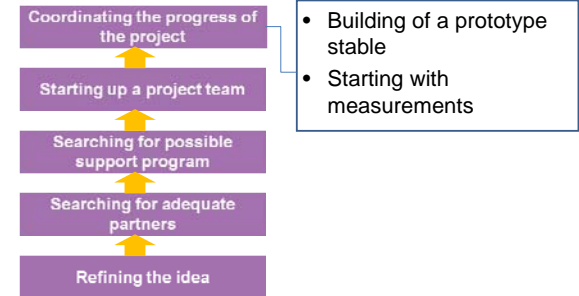 Coordinating the progress of
the project
• Building of a prototype
stable
• Starting with
measurements
Starting up a project team
Searching for possible
support program
Searching for adequate
partners
Refining the idea